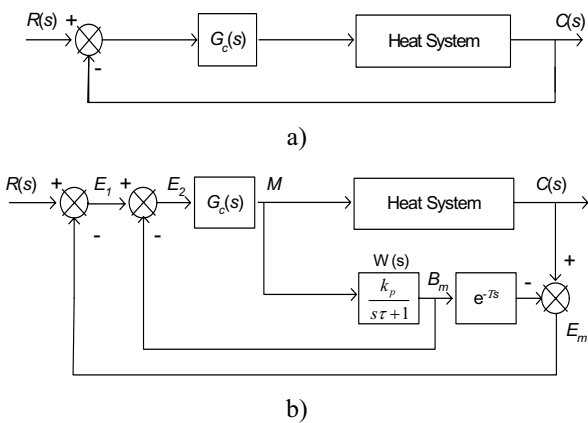 R(s) + G_c(s) Heat System C(s)
-
a)
R(s) + E_1 + E_2 G_c(s) M Heat System C(s)
- - +
W(s)
k_p
sτ+1
B_m e^{-Ts} -
E_m
b)